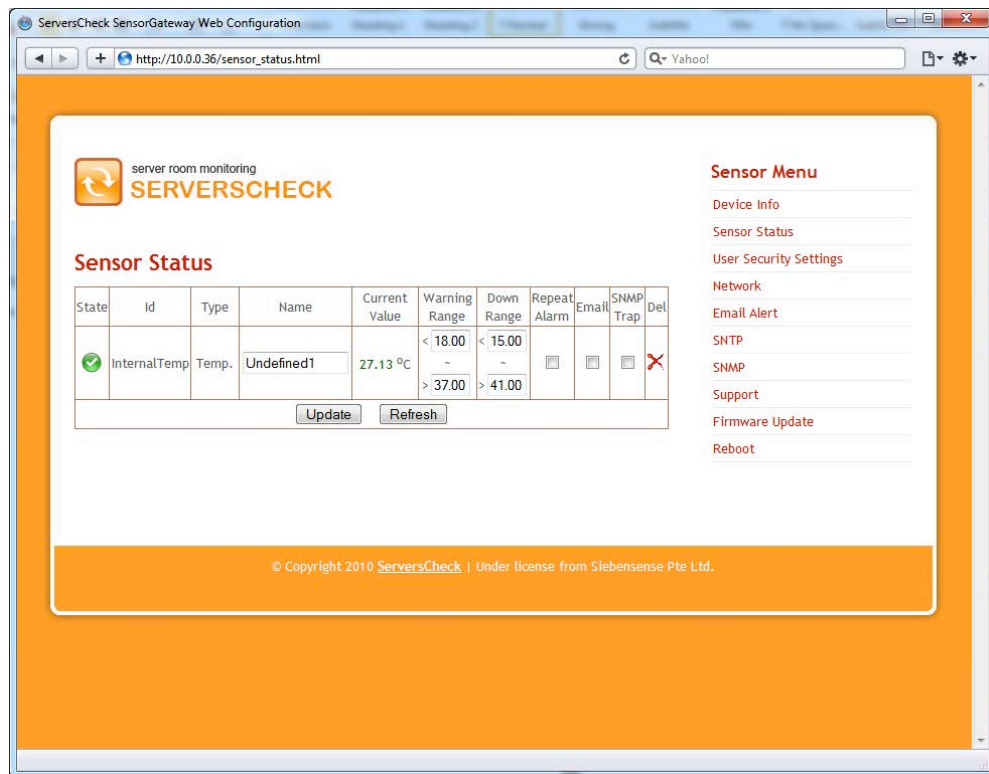 ServersCheck SensorGateway Web Configuration
http://10.0.0.36/sensor_status.html
Yahoo!
server room monitoring
SERVERSCHECK
Sensor Status
State Id Type Name Current Value Warning Range Down Range Repeat Alarm Email SNMP Trap Del
InternalTemp Temp. Undefined1 27.13 °C < 18.00 ~ > 37.00 < 15.00 ~ > 41.00
Update Refresh
Sensor Menu
Device Info
Sensor Status
User Security Settings
Network
Email Alert
SNTP
SNMP
Support
Firmware Update
Reboot
© Copyright 2010 ServersCheck | Under license from Siebensense Pte Ltd.